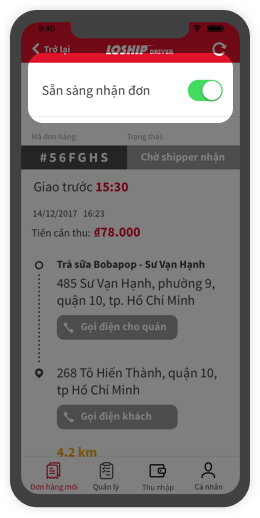 9:40
Trở lại
LOSHIP DRIVER
Sẵn sàng nhận đơn
Mã đơn hàng:
Trạng thái:
#56FGHS
Chờ shipper nhận
Giao trước 15:30
14/12/2017 16:23
Tiền cần thu: ₫78.000
Trà sữa Bobapop - Sư Vạn Hạnh
485 Sư Vạn Hạnh, phường 9,
quận 10, tp. Hồ Chí Minh
Gọi điện cho quán
268 Tô Hiến Thành, quận 10,
tp Hồ Chí Minh
Gọi điện khách
4.2 km
Đơn hàng mới
Quản lý
Thu nhập
Cá nhân